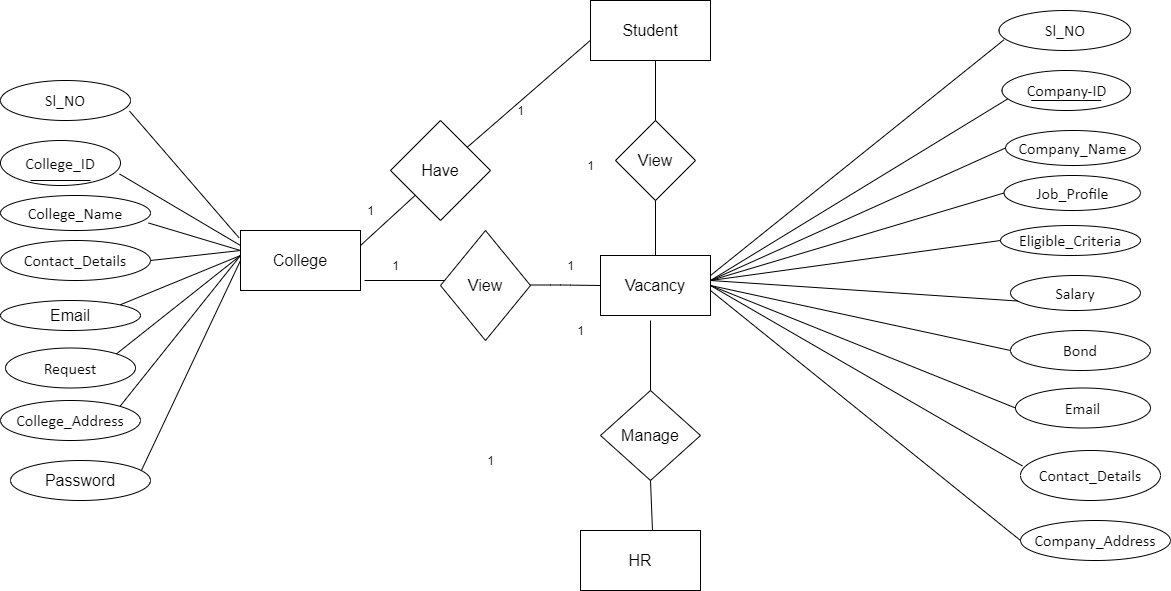 Student
Sl_NO
Sl_NO
Company-ID
1
College_ID
Have
View
1
Company_Name
Job_Profile
College_Name
1
Contact_Details
College
1
View
1
Vacancy
Eligible_Criteria
Salary
Email
1
Bond
Request
College_Address
Manage
Email
Password
1
Contact_Details
HR
Company_Address